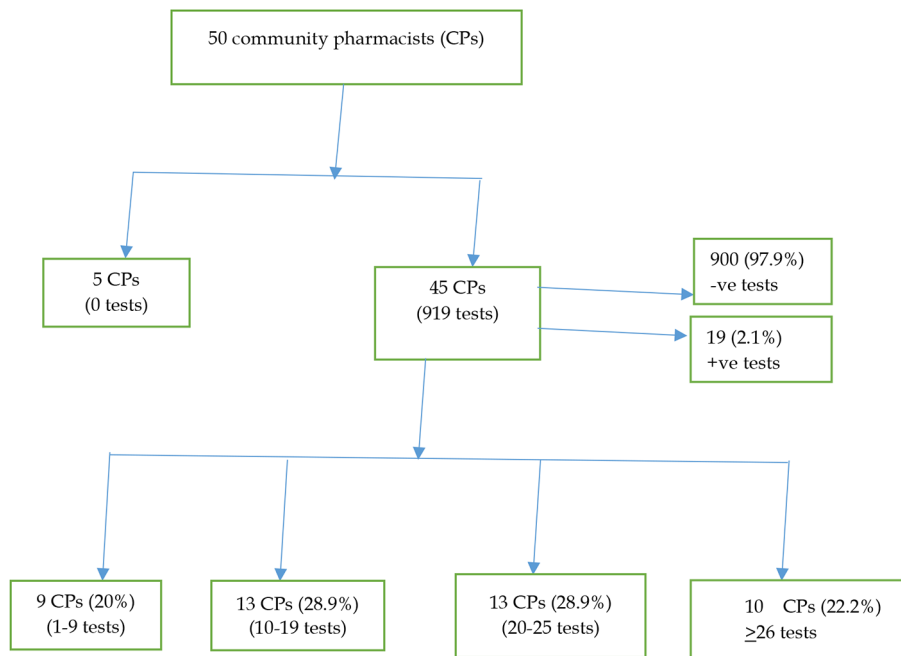 50 community pharmacists (CPs)
5 CPs
(0 tests)
45 CPs
(919 tests)
900 (97.9%)
-ve tests
19 (2.1%)
+ve tests
9 CPs (20%)
(1-9 tests)
13 CPs (28.9%)
(10-19 tests)
13 CPs (28.9%)
(20-25 tests)
10 CPs (22.2%)
≥26 tests